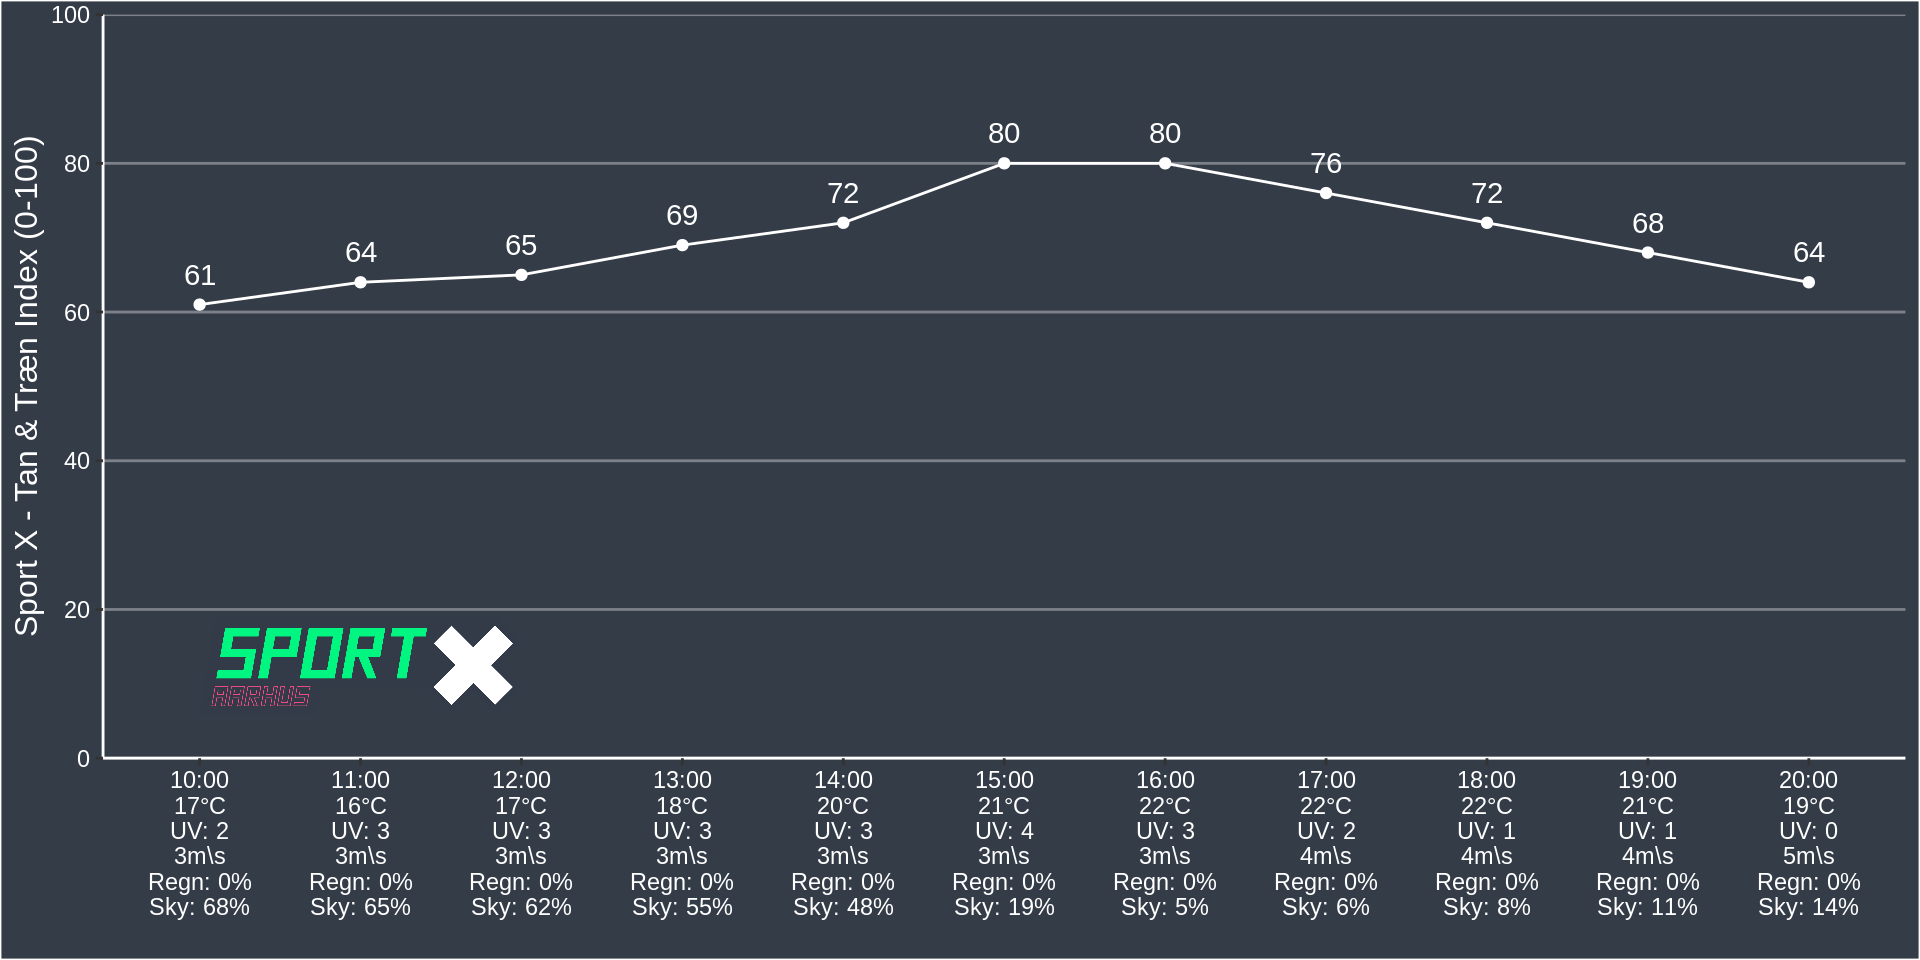 Sport X - Tan & Træn Index (0-100)
100
80
60
40
20
0
61
64
65
69
72
80
80
76
72
68
64
SPORT X
AARHUS
10:00 11:00 12:00 13:00 14:00 15:00 16:00 17:00 18:00 19:00 20:00
17°C 16°C 17°C 18°C 20°C 21°C 22°C 22°C 22°C 21°C 19°C
UV: 2 UV: 3 UV: 3 UV: 3 UV: 3 UV: 4 UV: 3 UV: 2 UV: 1 UV: 1 UV: 0
3m\s 3m\s 3m\s 3m\s 3m\s 3m\s 3m\s 4m\s 4m\s 4m\s 5m\s
Regn: 0% Regn: 0% Regn: 0% Regn: 0% Regn: 0% Regn: 0% Regn: 0% Regn: 0% Regn: 0% Regn: 0% Regn: 0%
Sky: 68% Sky: 65% Sky: 62% Sky: 55% Sky: 48% Sky: 19% Sky: 5% Sky: 6% Sky: 8% Sky: 11% Sky: 14%